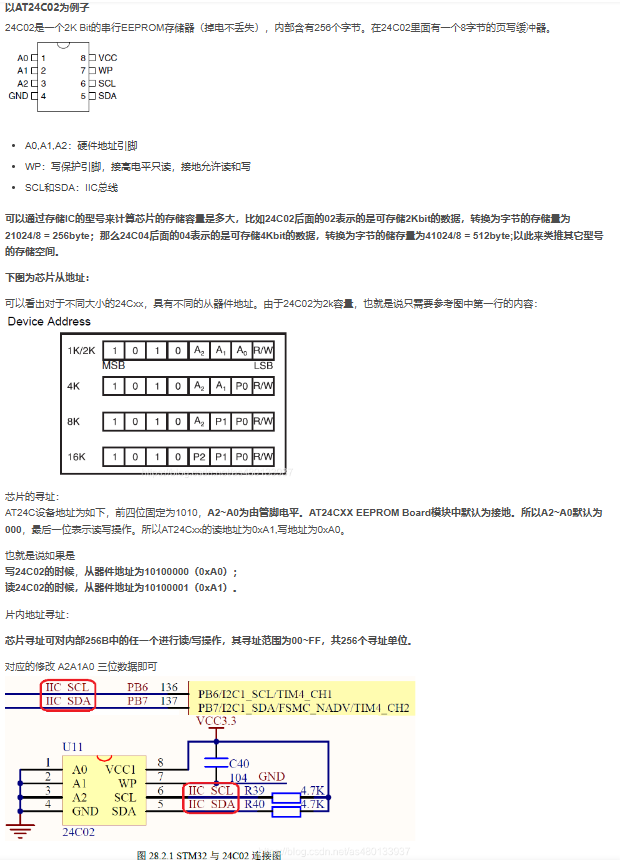 以AT24C02为例子
24C02是一个2K Bit的串行EEPROM存储器（掉电不丢失），内部含有256个字节。在24C02里面有一个8字节的页写缓冲器。
A0 1 8 VCC
A1 2 7 WP
A2 3 6 SCL
GND 4 5 SDA
• A0,A1,A2：硬件地址引脚
• WP：写保护引脚，接高电平只读，接地允许读和写
• SCL和SDA：IIC总线
可以通过存储IC的型号来计算芯片的存储容量是多大，比如24C02后面的02表示的是可存储2Kbit的数据，转换为字节的存储量为
21024/8 = 256byte；那么24C04后面的04表示的是可存储4Kbit的数据，转换为字节的储存量为41024/8 = 512byte;以此来类推其它型号
的存储空间。
下图为芯片从地址：
可以看出对于不同大小的24Cxx，具有不同的从器件地址。由于24C02为2k容量，也就是说只需要参考图中第一行的内容：
Device Address
1K/2K 1 0 1 0 A2 A1 A0 R/W
MSB LSB
4K 1 0 1 0 A2 A1 P0 R/W
8K 1 0 1 0 A2 P1 P0 R/W
16K 1 0 1 0 P2 P1 P0 R/W
芯片的寻址：
AT24C设备地址为如下，前四位固定为1010，A2~A0为由管脚电平。AT24CXX EEPROM Board模块中默认为接地。所以A2~A0默认为
000，最后一位表示读写操作。所以AT24Cxx的读地址为0xA1,写地址为0xA0。
也就是说如果是
写24C02的时候，从器件地址为10100000（0xA0）；
读24C02的时候，从器件地址为10100001（0xA1）。
片内地址寻址：
芯片寻址可对内部256B中的任一个进行读/写操作，其寻址范围为00~FF，共256个寻址单位。
对应的修改 A2A1A0 三位数据即可
IIC SCL PB6 136 PB6/I2C1_SCL/TIM4_CH1
IIC SDA PB7 137 PB7/I2C1_SDA/FSMC_NADV/TIM4_CH2
VCC3.3
U11
1 A0 VCC1 8 C40
2 A1 WP 7 104 GND
3 A2 SCL 6 IIC SCL R39 4.7K
4 GND SDA 5 IIC SDA R40 4.7K
24C02
图 28.2.1 STM32 与 24C02 连接图